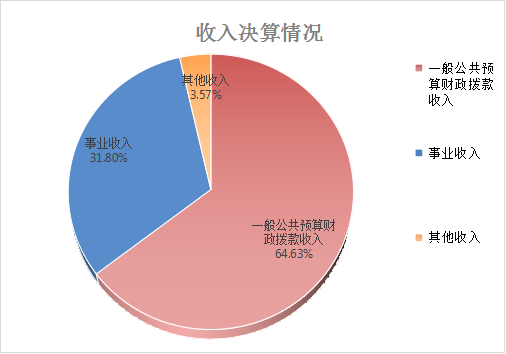 收入决算情况
其他收入
3.57%
事业收入
31.80%
一般公共预算财
政拨款收入
64.63%
一般公共预
算财政拨款
收入
事业收入
其他收入